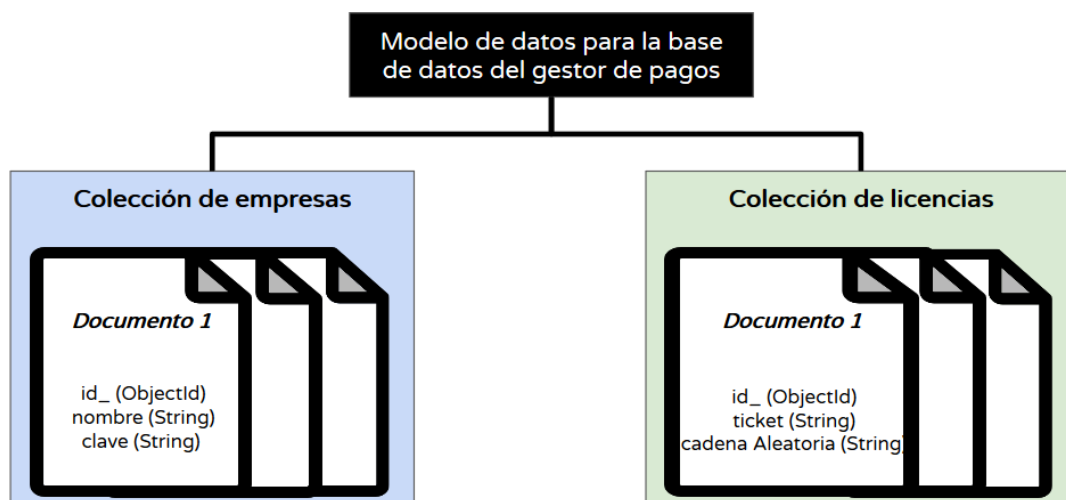 Modelo de datos para la base
de datos del gestor de pagos
Colección de empresas
Documento 1
id_ (ObjectId)
nombre (String)
clave (String)
Colección de licencias
Documento 1
id_ (ObjectId)
ticket (String)
cadena Aleatoria (String)